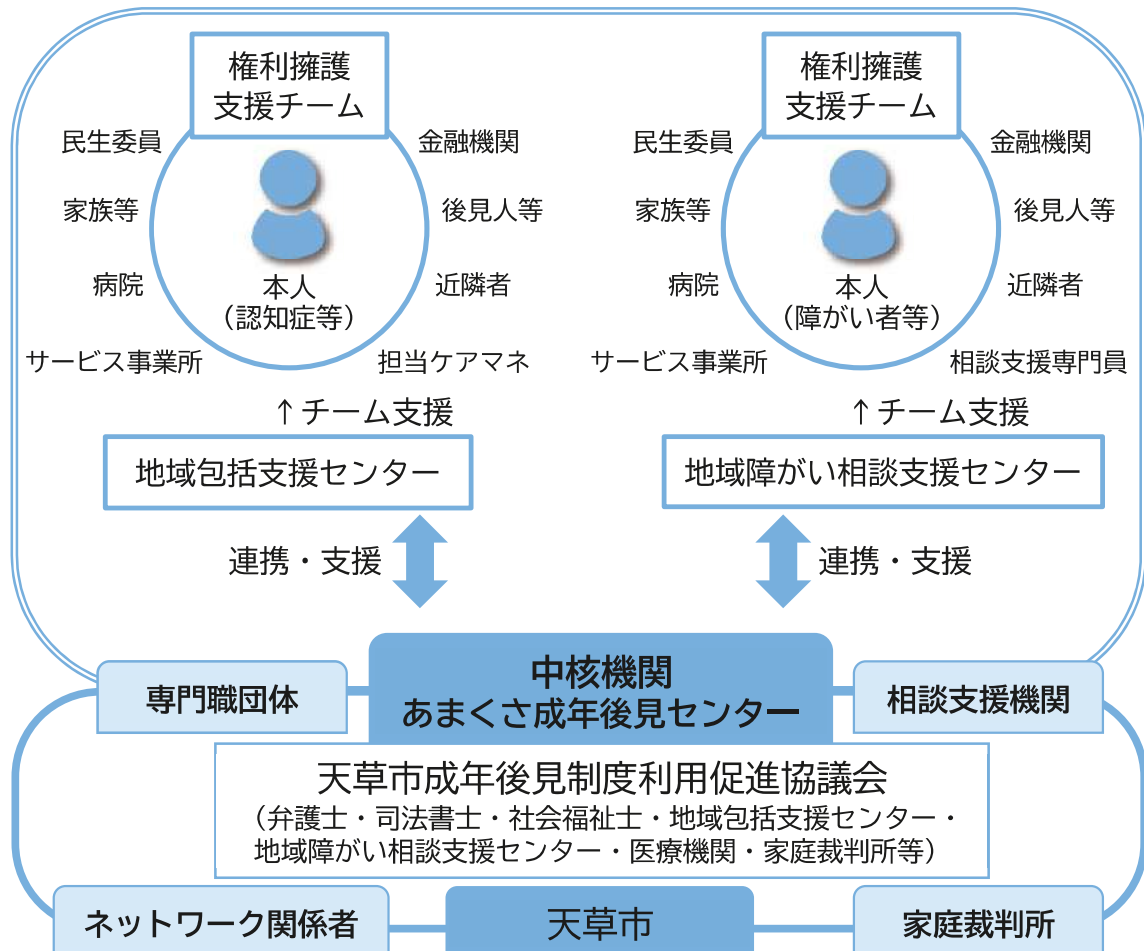 権利擁護
支援チーム
民生委員
金融機関
家族等
後見人等
病院
近隣者
本人
（認知症等）
サービス事業所
担当ケアマネ
↑チーム支援
地域包括支援センター
連携・支援
権利擁護
支援チーム
民生委員
金融機関
家族等
後見人等
病院
近隣者
本人
（障がい者等）
サービス事業所
相談支援専門員
↑チーム支援
地域障がい相談支援センター
連携・支援
専門職団体
中核機関
あまくさ成年後見センター
相談支援機関
天草市成年後見制度利用促進協議会
（弁護士・司法書士・社会福祉士・地域包括支援センター・
地域障がい相談支援センター・医療機関・家庭裁判所等）
ネットワーク関係者
天草市
家庭裁判所